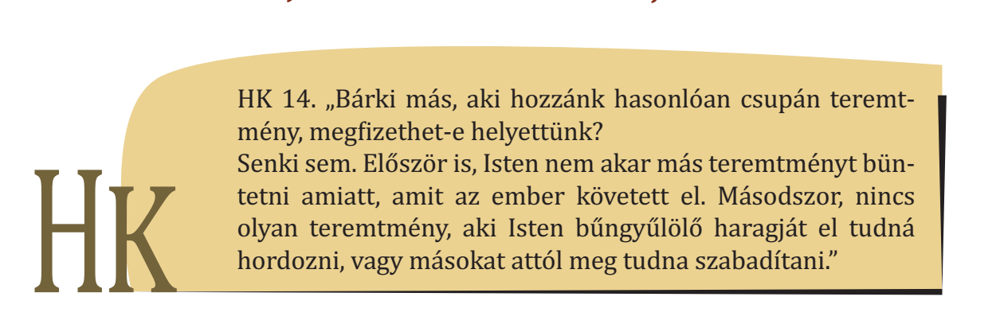 HK 14. „Bárki más, aki hozzánk hasonlóan csupán teremt-
mény, megfizethet-e helyettünk?
Senki sem. Először is, Isten nem akar más teremtményt bün-
tetni amiatt, amit az ember követett el. Másodszor, nincs
olyan teremtmény, aki Isten bűngyűlölő haragját el tudná
hordozni, vagy másokat attól meg tudna szabadítani.”
HK